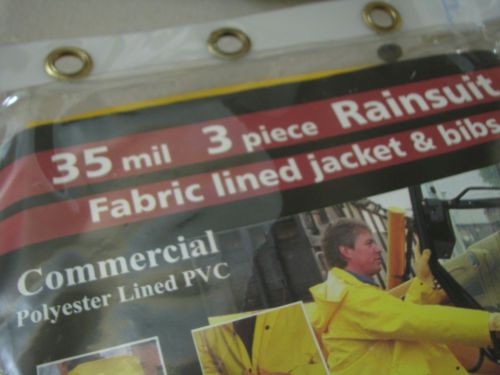 35 mil 3 piece Rainsuit
Fabric lined jacket & bibs
Commercial
Polyester Lined PVC